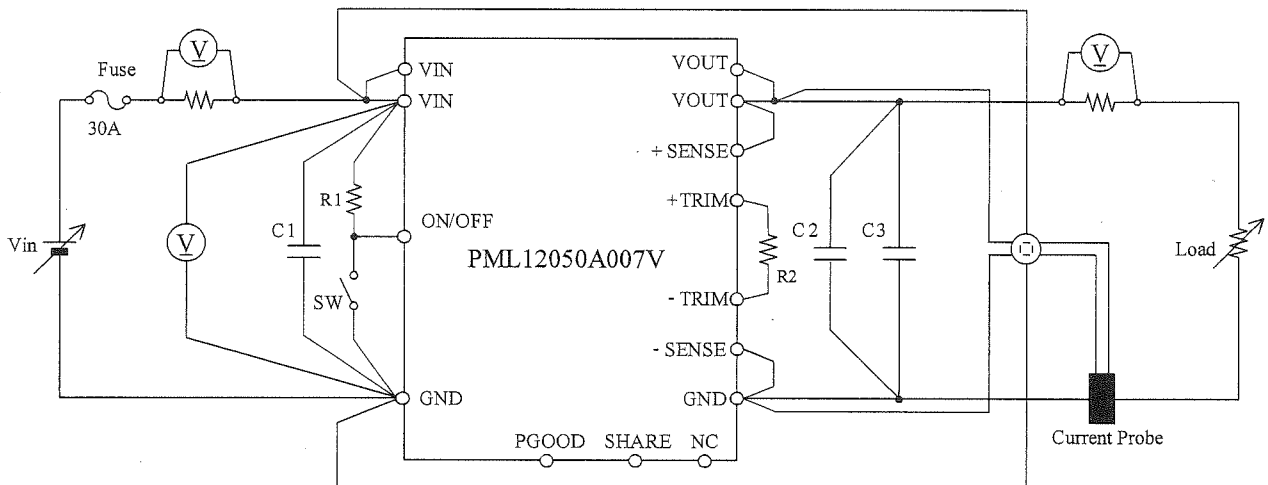 Fuse
30A
V
VIN
VIN
VOUT
VOUT
+ SENSE
+TRIM
R1
ON/OFF
C1
Vin
V
SW
PML12050A007V
R2
C2
C3
V
Load
- TRIM
- SENSE
GND
GND
PGOOD
SHARE
NC
Current Probe